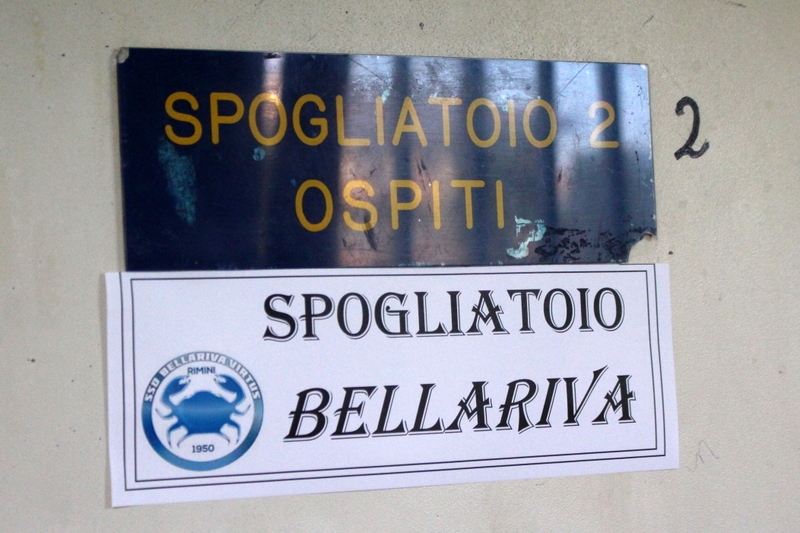 SPOGLIATOIO 2
OSPITI
2
SPOGLIATOIO
BELLARIVA
SSD BELLARIVA VIRTUS
RIMINI
1950